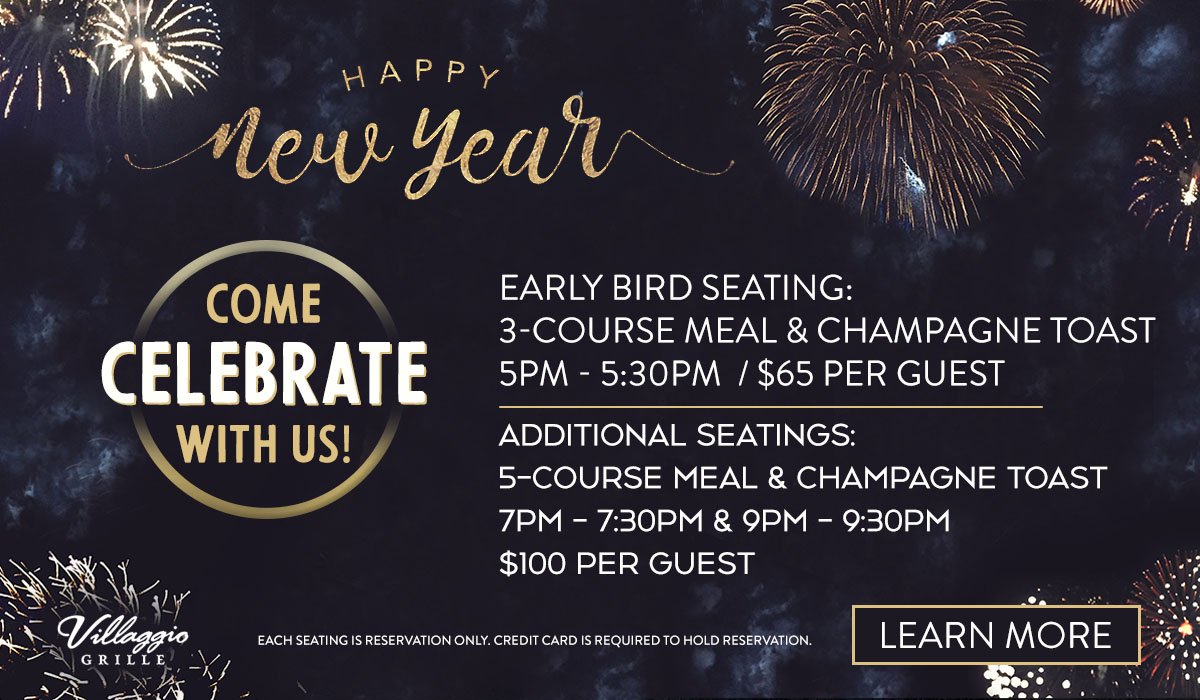 HAPPY
New Year
COME
CELEBRATE
WITH US!
EARLY BIRD SEATING:
3-COURSE MEAL & CHAMPAGNE TOAST
5PM - 5:30PM / $65 PER GUEST
ADDITIONAL SEATINGS:
5-COURSE MEAL & CHAMPAGNE TOAST
7PM - 7:30PM & 9PM - 9:30PM
$100 PER GUEST
Villaggio
GRILLE
EACH SEATING IS RESERVATION ONLY. CREDIT CARD IS REQUIRED TO HOLD RESERVATION.
LEARN MORE